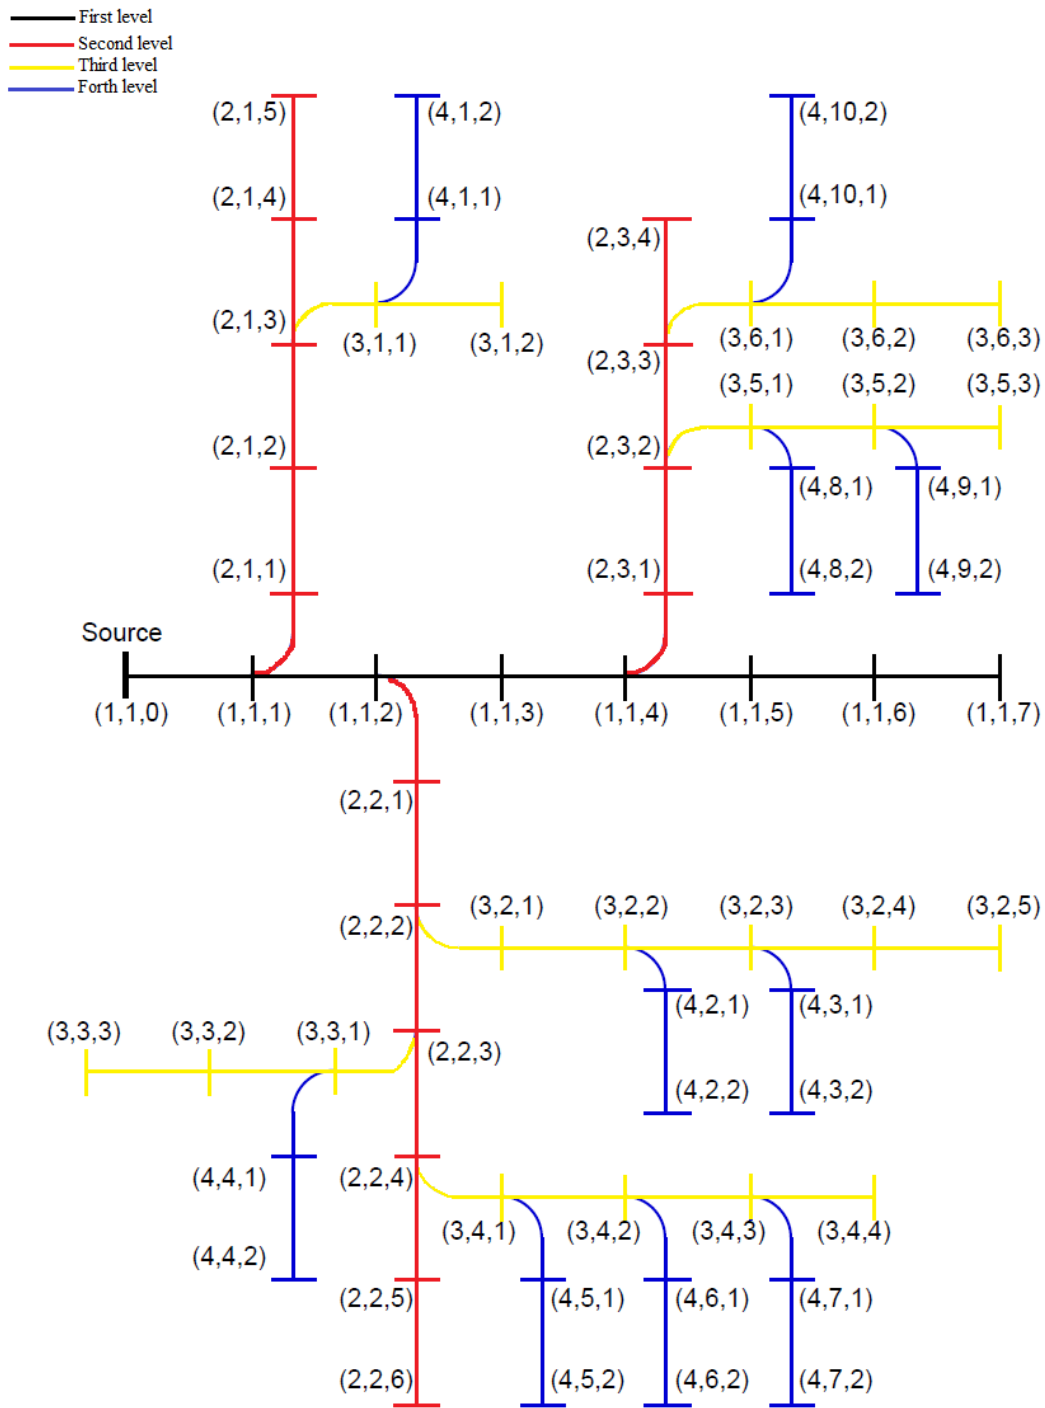 First level
Second level
Third level
Forth level
(2,1,5) (4,1,2) (4,10,2)
(2,1,4) (4,1,1) (4,10,1)
(2,3,4)
(2,1,3) (3,1,1) (3,1,2) (3,6,1) (3,6,2) (3,6,3)
(2,3,3)
(3,5,1) (3,5,2) (3,5,3)
(2,1,2) (2,3,2)
(4,8,1) (4,9,1)
(2,1,1) (2,3,1) (4,8,2) (4,9,2)
Source
(1,1,0) (1,1,1) (1,1,2) (1,1,3) (1,1,4) (1,1,5) (1,1,6) (1,1,7)
(2,2,1)
(3,2,1) (3,2,2) (3,2,3) (3,2,4) (3,2,5)
(2,2,2)
(4,2,1) (4,3,1)
(3,3,3) (3,3,2) (3,3,1) (2,2,3)
(4,2,2) (4,3,2)
(4,4,1) (2,2,4)
(3,4,1) (3,4,2) (3,4,3) (3,4,4)
(4,4,2)
(2,2,5) (4,5,1) (4,6,1) (4,7,1)
(2,2,6) (4,5,2) (4,6,2) (4,7,2)